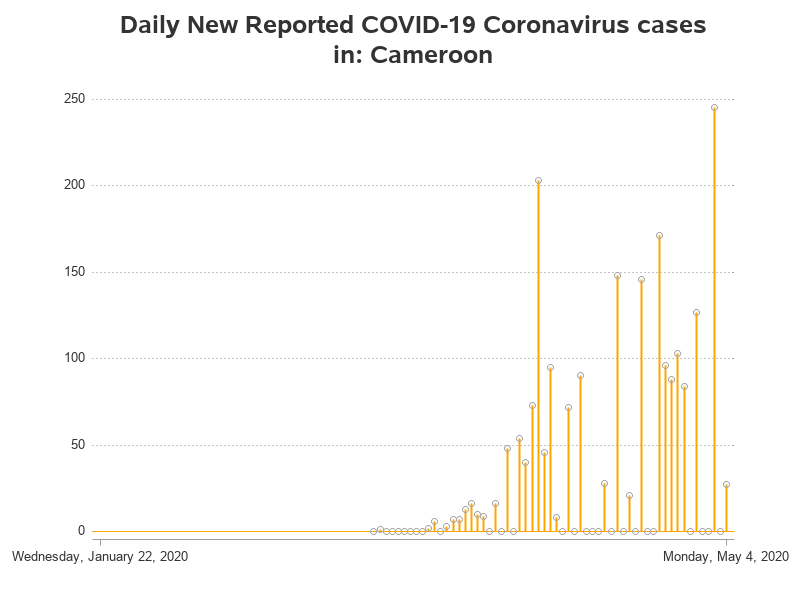 Daily New Reported COVID-19 Coronavirus cases
in: Cameroon
250
200
150
100
50
0
Wednesday, January 22, 2020
Monday, May 4, 2020